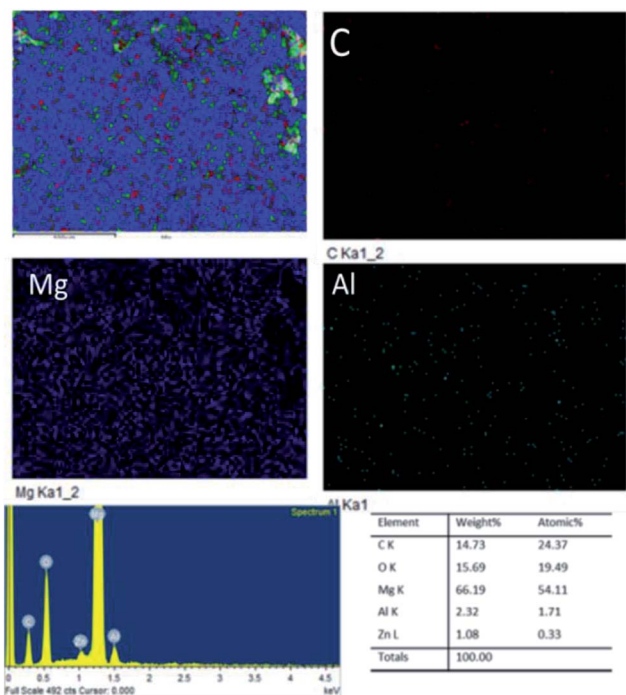 C
C Ka1_2
Mg
Al
Mg Ka1_2
Al Ka1
Spectrum 1
C
O
Zn
Mg
Al
0 0.5 1 1.5 2 2.5 3 3.5 4 4.5
Full Scale 492 cts Cursor: 0.000 keV
Element Weight% Atomic%
C K 14.73 24.37
O K 15.69 19.49
Mg K 66.19 54.11
Al K 2.32 1.71
Zn L 1.08 0.33
Totals 100.00